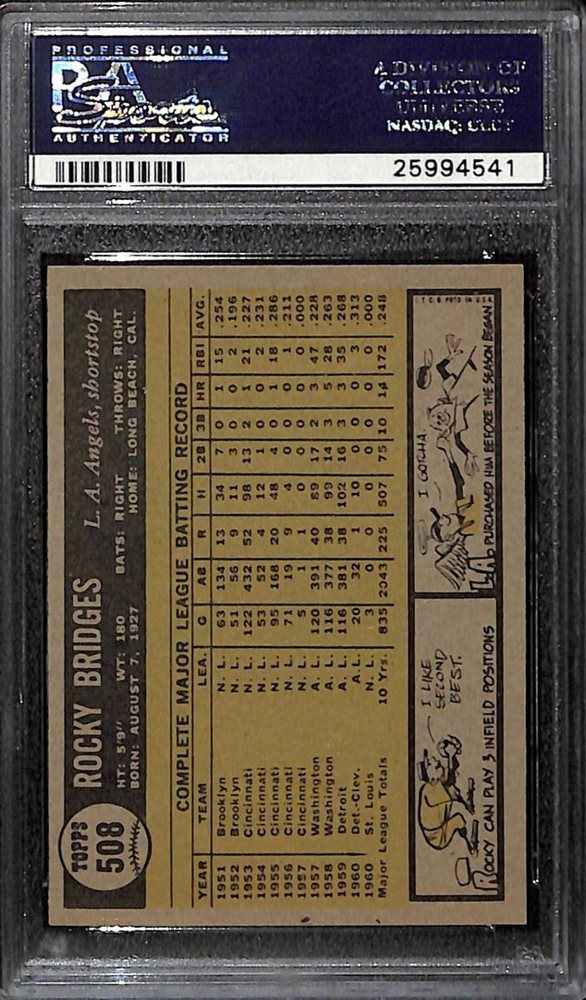 PROFESSIONAL
PSA
Sports
AUTHENTICATOR
A DIVISION OF
COLLECTORS
UNIVERSE
NASDAQ: CLCT
25994541
TOPPS
508
ROCKY BRIDGES L. A. Angels, shortstop
HT: 5'9" WT: 180 BATS: RIGHT THROWS: RIGHT
BORN: AUGUST 7, 1927 HOME: LONG BEACH, CAL.
COMPLETE MAJOR LEAGUE BATTING RECORD
YEAR TEAM LEA. G AB R H 2B 3B HR RBI AVG.
1951 Brooklyn N. L. 63 134 13 34 7 0 1 15 .254
1952 Brooklyn N. L. 51 56 9 11 3 0 0 2 .196
1953 Cincinnati N. L. 122 432 52 98 13 2 1 21 .227
1954 Cincinnati N. L. 53 52 4 12 1 0 0 2 .231
1955 Cincinnati N. L. 95 168 20 48 4 0 1 18 .286
1956 Cincinnati N. L. 71 19 9 4 0 0 0 1 .211
1957 Cincinnati N. L. 5 1 1 0 0 0 0 0 .000
1957 Washington A. L. 120 391 40 89 17 2 3 47 .228
1958 Washington A. L. 116 377 38 99 14 3 5 28 .263
1959 Detroit A. L. 116 381 38 102 16 3 3 35 .268
1960 Det.-Clev. A. L. 20 32 1 10 0 0 0 3 .313
1960 St. Louis N. L. 3 0 0 0 0 0 0 0 .000
Major League Totals 10 Yrs. 835 2043 225 507 75 10 14 172 .248
I LIKE
SECOND
BEST.
ROCKY CAN PLAY 3 INFIELD POSITIONS
I GOTCHA.
L.A. PURCHASED HIM BEFORE THE SEASON BEGAN
T.C.G. PRTD IN U.S.A.